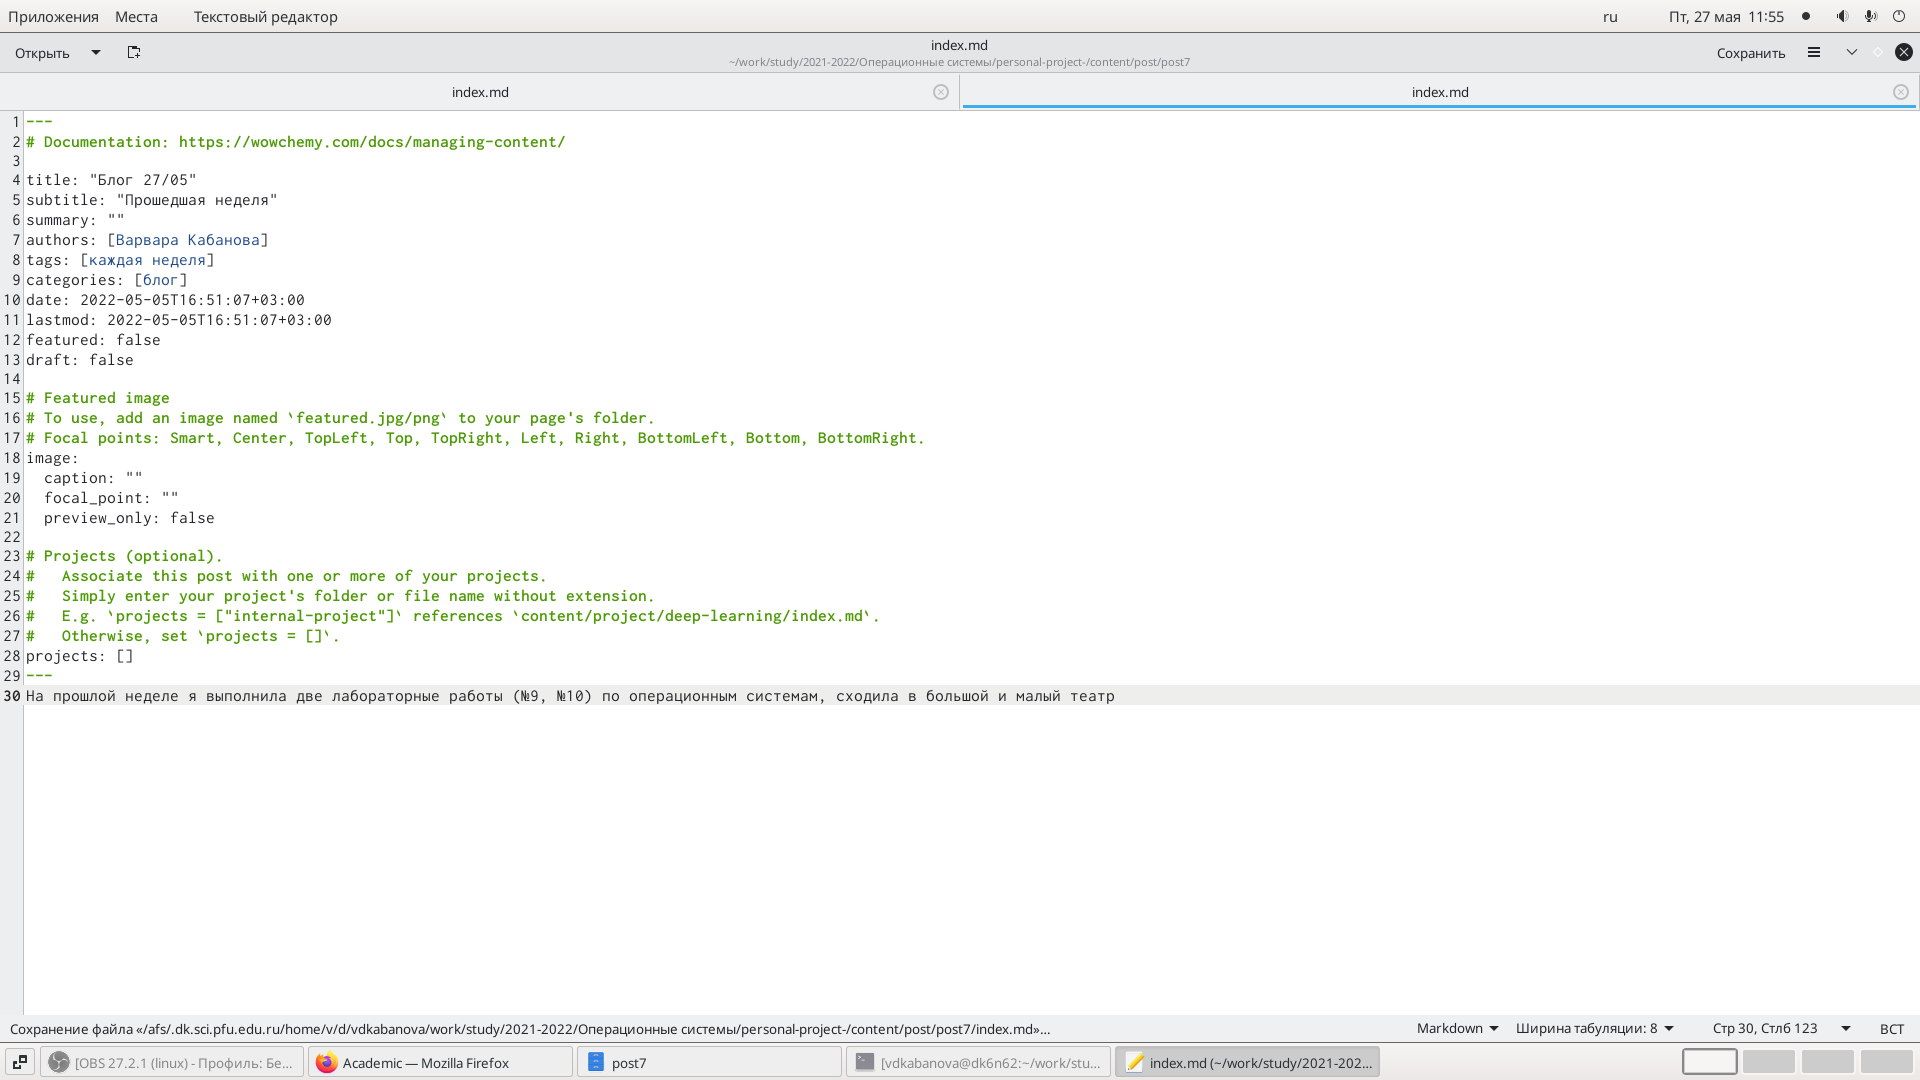 Приложения Места Текстовый редактор ru Пт, 27 мая 11:55
Открыть index.md Сохранить
~/work/study/2021-2022/Операционные системы/personal-project-/content/post/post7
index.md index.md
1 ---
2 # Documentation: https://wowchemy.com/docs/managing-content/
3
4 title: "Блог 27/05"
5 subtitle: "Прошедшая неделя"
6 summary: ""
7 authors: [Варвара Кабанова]
8 tags: [каждая неделя]
9 categories: [блог]
10 date: 2022-05-05T16:51:07+03:00
11 lastmod: 2022-05-05T16:51:07+03:00
12 featured: false
13 draft: false
14
15 # Featured image
16 # To use, add an image named `featured.jpg/png` to your page's folder.
17 # Focal points: Smart, Center, TopLeft, Top, TopRight, Left, Right, BottomLeft, Bottom, BottomRight.
18 image:
19   caption: ""
20   focal_point: ""
21   preview_only: false
22
23 # Projects (optional).
24 #   Associate this post with one or more of your projects.
25 #   Simply enter your project's folder or file name without extension.
26 #   E.g. `projects = ["internal-project"]` references `content/project/deep-learning/index.md`.
27 #   Otherwise, set `projects = []`.
28 projects: []
29 ---
30 На прошлой неделе я выполнила две лабораторные работы (№9, №10) по операционным системам, сходила в большой и малый театр
Сохранение файла «/afs/.dk.sci.pfu.edu.ru/home/v/d/vdkabanova/work/study/2021-2022/Операционные системы/personal-project-/content/post/post7/index.md»… Markdown Ширина табуляции: 8 Стр 30, Стлб 123 ВСТ
[OBS 27.2.1 (linux) - Профиль: Бе… Academic — Mozilla Firefox post7 [vdkabanova@dk6n62:~/work/stu… index.md (~/work/study/2021-202…